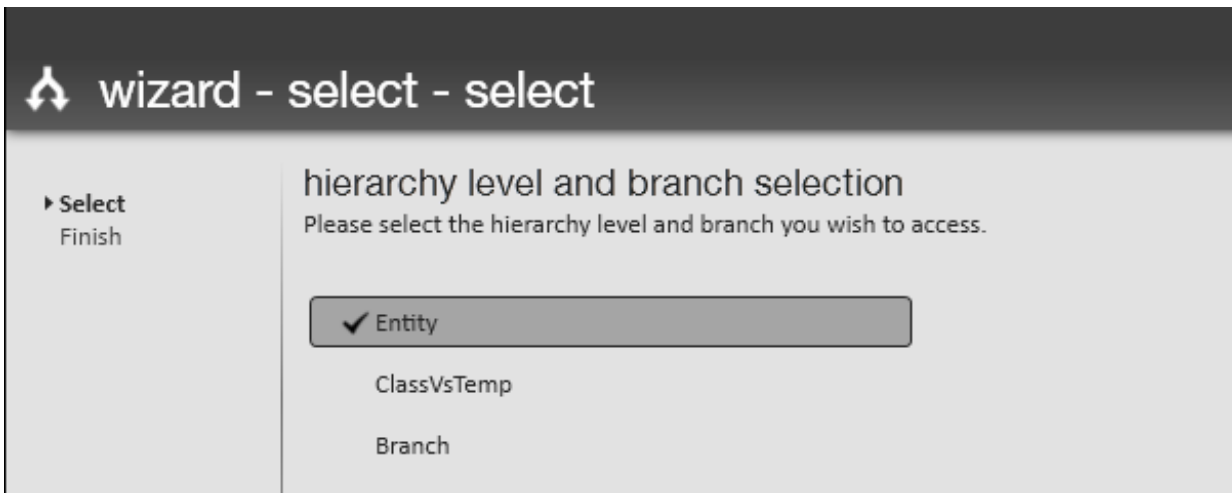 wizard - select - select
Select
Finish
hierarchy level and branch selection
Please select the hierarchy level and branch you wish to access.
Entity
ClassVsTemp
Branch